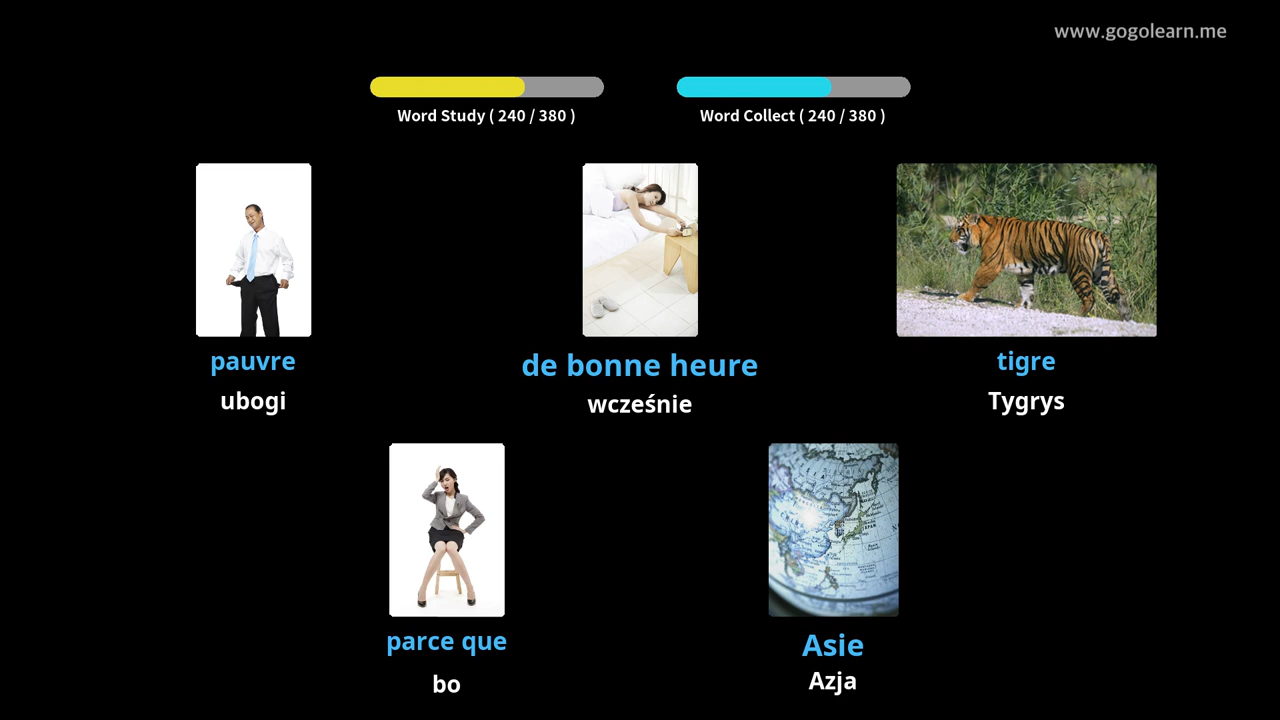 www.gogolearn.me
Word Study ( 240 / 380 )
Word Collect ( 240 / 380 )
pauvre
ubogi
de bonne heure
wcześnie
tigre
Tygrys
parce que
bo
Asie
Azja